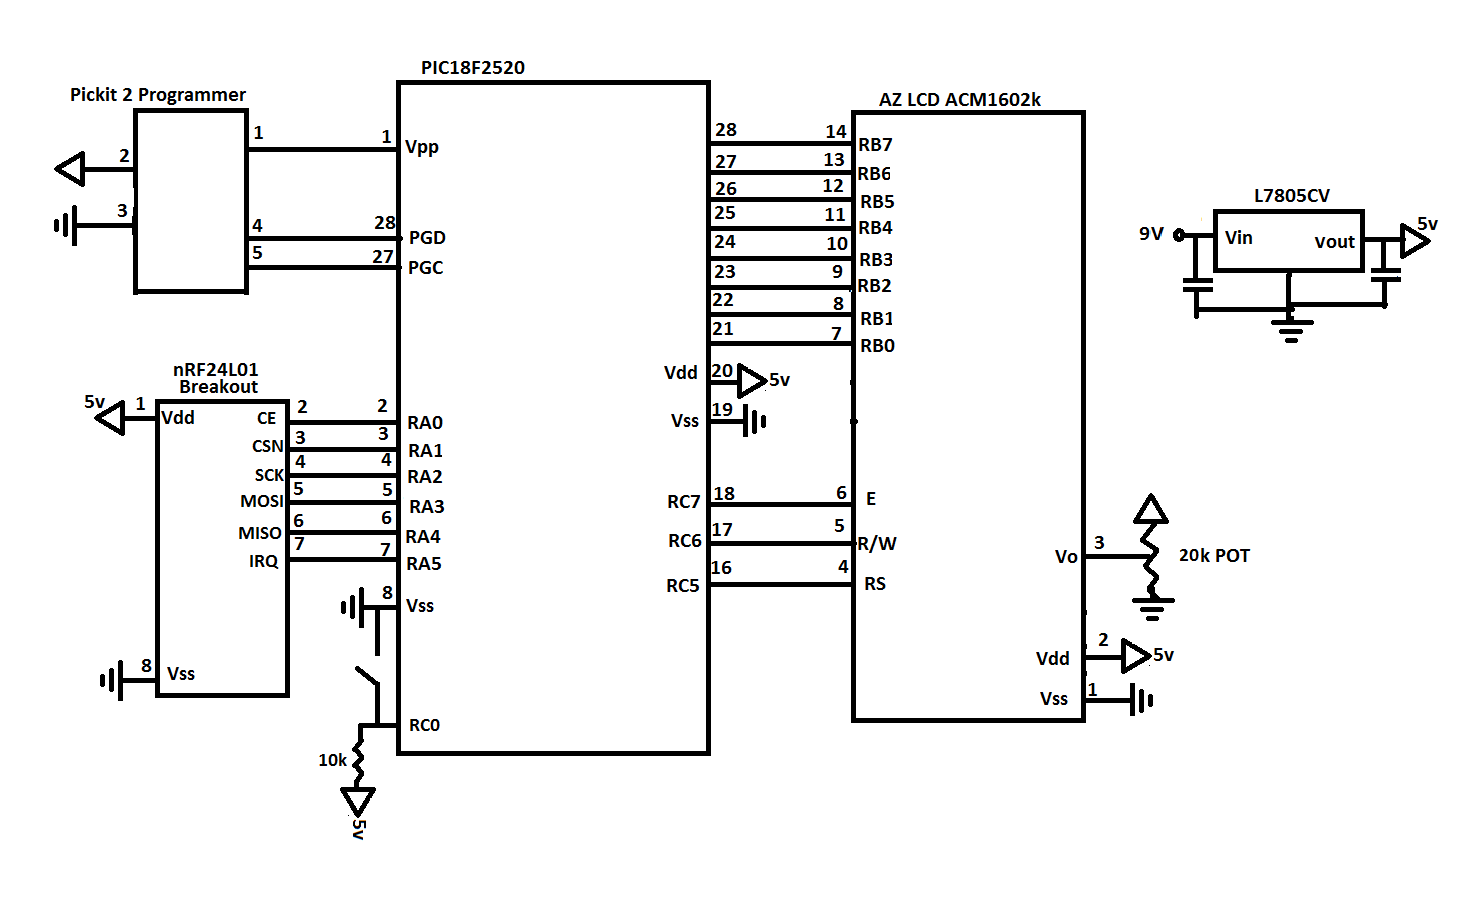 PIC18F2520
Pickit 2 Programmer
AZ LCD ACM1602k
1
1
Vpp
2
3
4
28
PGD
5
27
PGC
28
14
RB7
27
13
RB6
26
12
RB5
25
11
RB4
24
10
RB3
23
9
RB2
22
8
RB1
21
7
RB0
L7805CV
9V
Vin
Vout
5v
Vdd
20
5v
Vss
19
nRF24L01
Breakout
5v
1
Vdd
CE
2
2
RA0
CSN
3
3
RA1
SCK
4
4
RA2
MOSI
5
5
RA3
MISO
6
6
RA4
IRQ
7
7
RA5
8
Vss
8
Vss
RC0
10k
5v
RC7
18
6
E
RC6
17
5
R/W
RC5
16
4
RS
Vo
3
20k POT
Vdd
2
5v
Vss
1